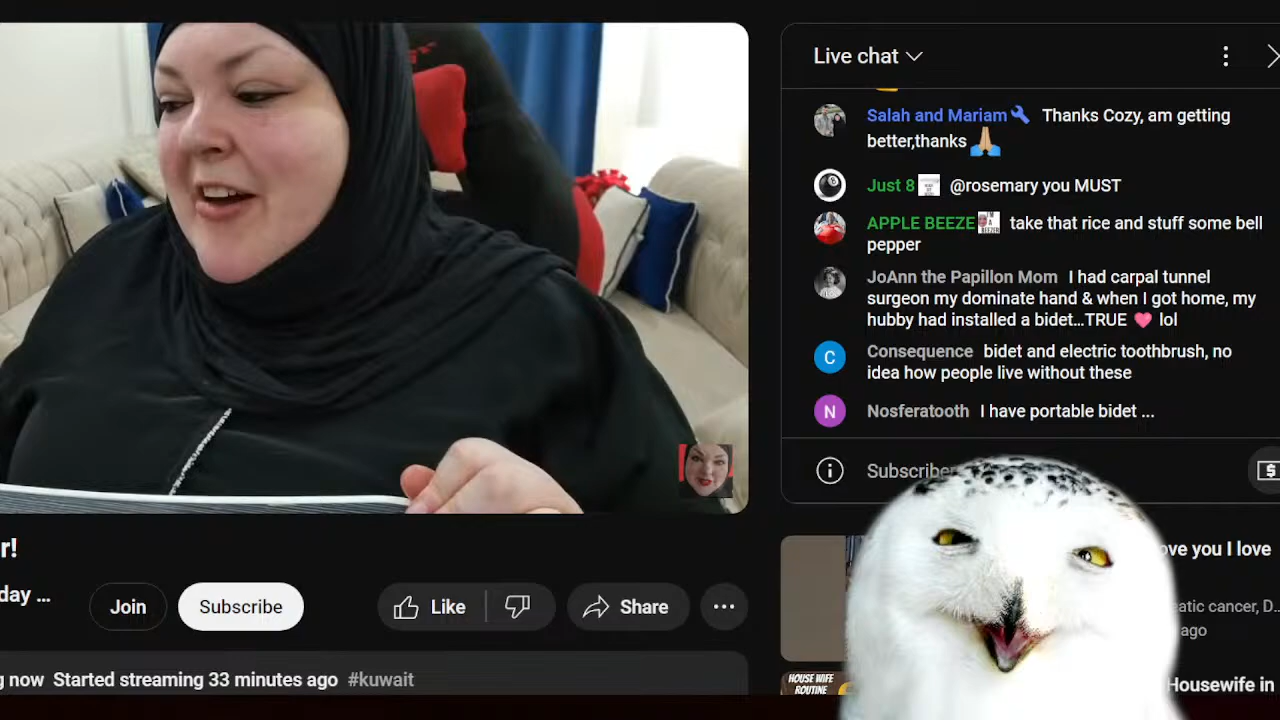 Live chat
Salah and Mariam Thanks Cozy, am getting
better,thanks
Just 8 @rosemary you MUST
APPLE BEEZE take that rice and stuff some bell
pepper
JoAnn the Papillon Mom I had carpal tunnel
surgeon my dominate hand & when I got home, my
hubby had installed a bidet...TRUE lol
Consequence bidet and electric toothbrush, no
idea how people live without these
C
Nosferatooth I have portable bidet ...
N
Subscriber
r!
day ...
Join
Subscribe
Like
Share
g now Started streaming 33 minutes ago #kuwait
ove you I love
atic cancer, D...
ago
HOUSE WIFE
ROUTINE
Housewife in